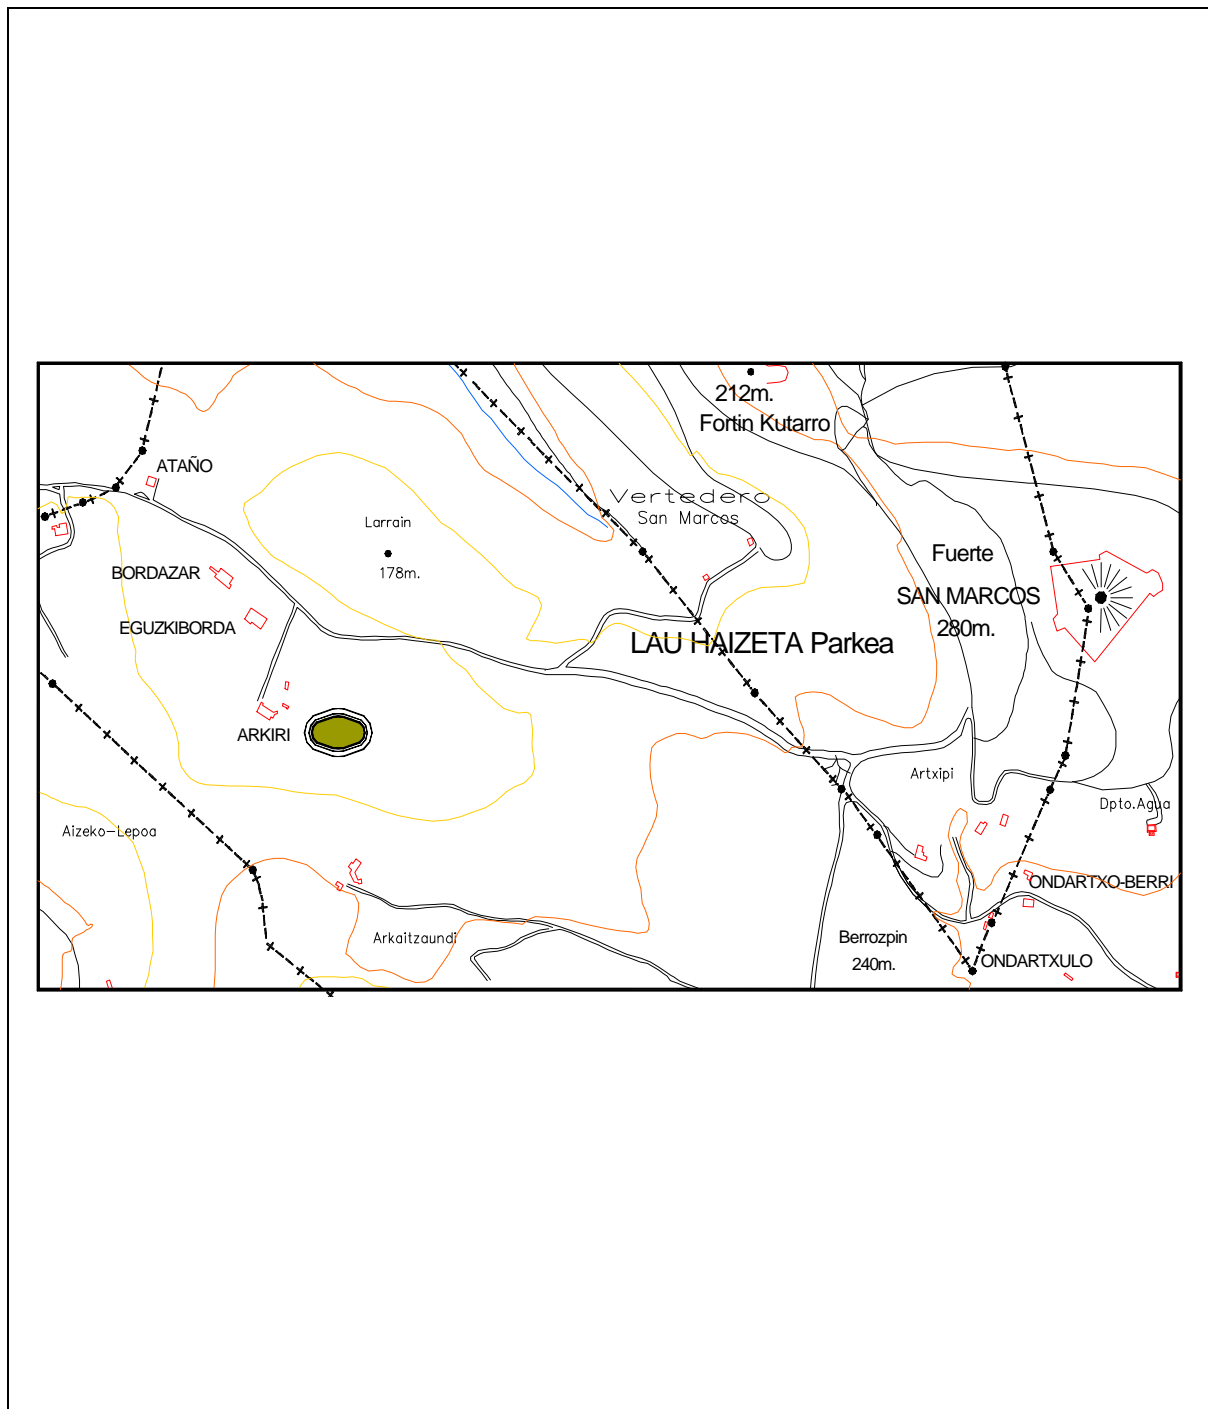 212m.
Fortin Kutarro
ATAÑO
Vertedero
San Marcos
Larrain
178m.
Fuerte
SAN MARCOS
280m.
BORDAZAR
EGUZKIBORDA
LAU HAIZETA Parkea
ARKIRI
Artxipi
Dpto.Agua
Aizeko-Lepoa
ONDARTXO-BERRI
Arkaitzaundi
Berrozpin
240m.
ONDARTXULO